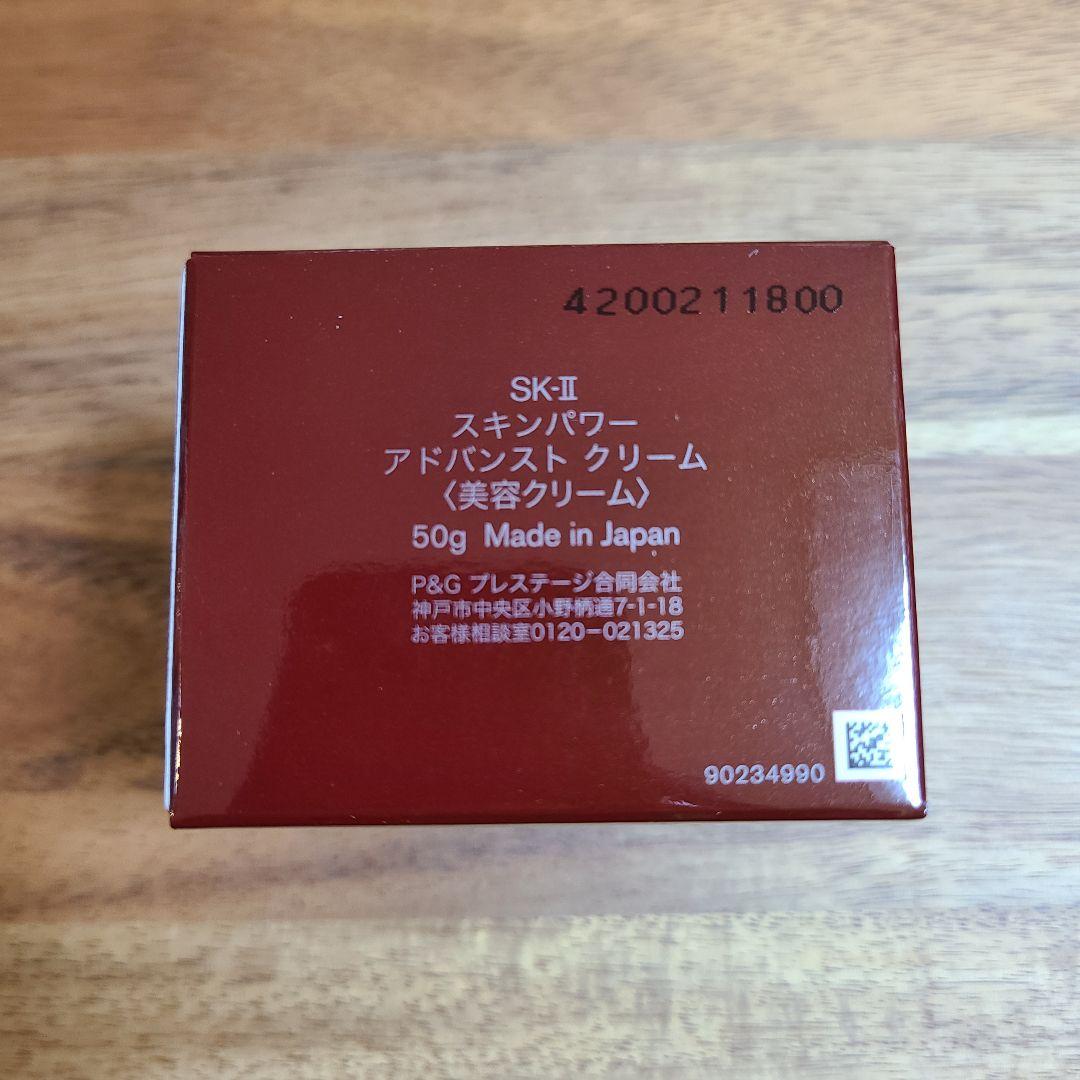 4200211800
SK-Ⅱ
スキンパワー
アドバンスト クリーム
〈美容クリーム〉
50g Made in Japan
P&G プレステージ合同会社
神戸市中央区小野柄通7-1-18
お客様相談室0120-021325
90234990